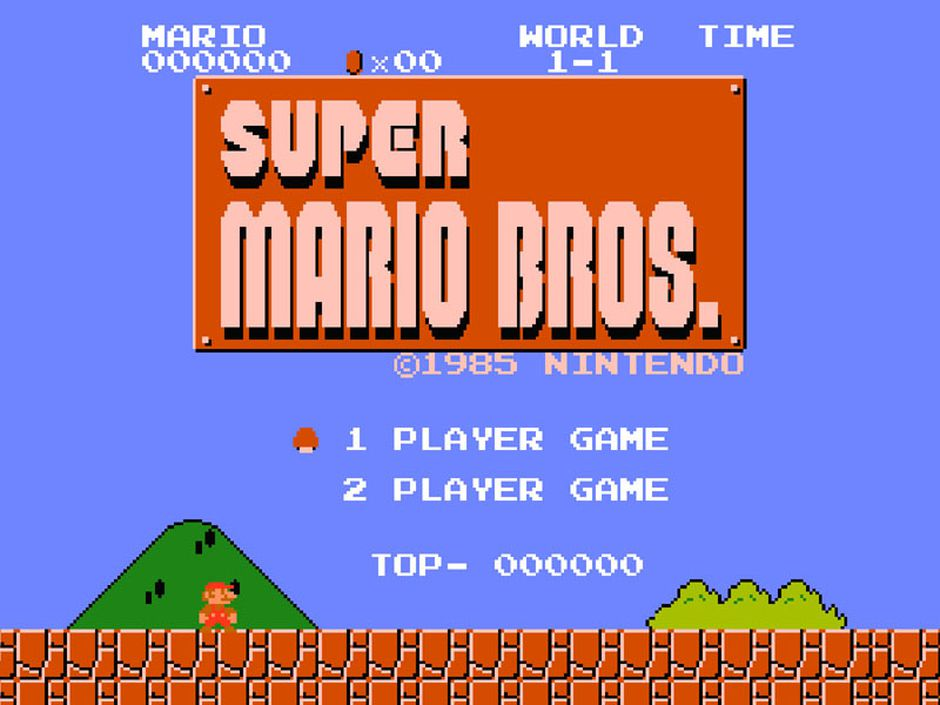 MARIO WORLD TIME
000000 ×00 1-1
SUPER
MARIO BROS.
©1985 NINTENDO
1 PLAYER GAME
2 PLAYER GAME
TOP- 000000